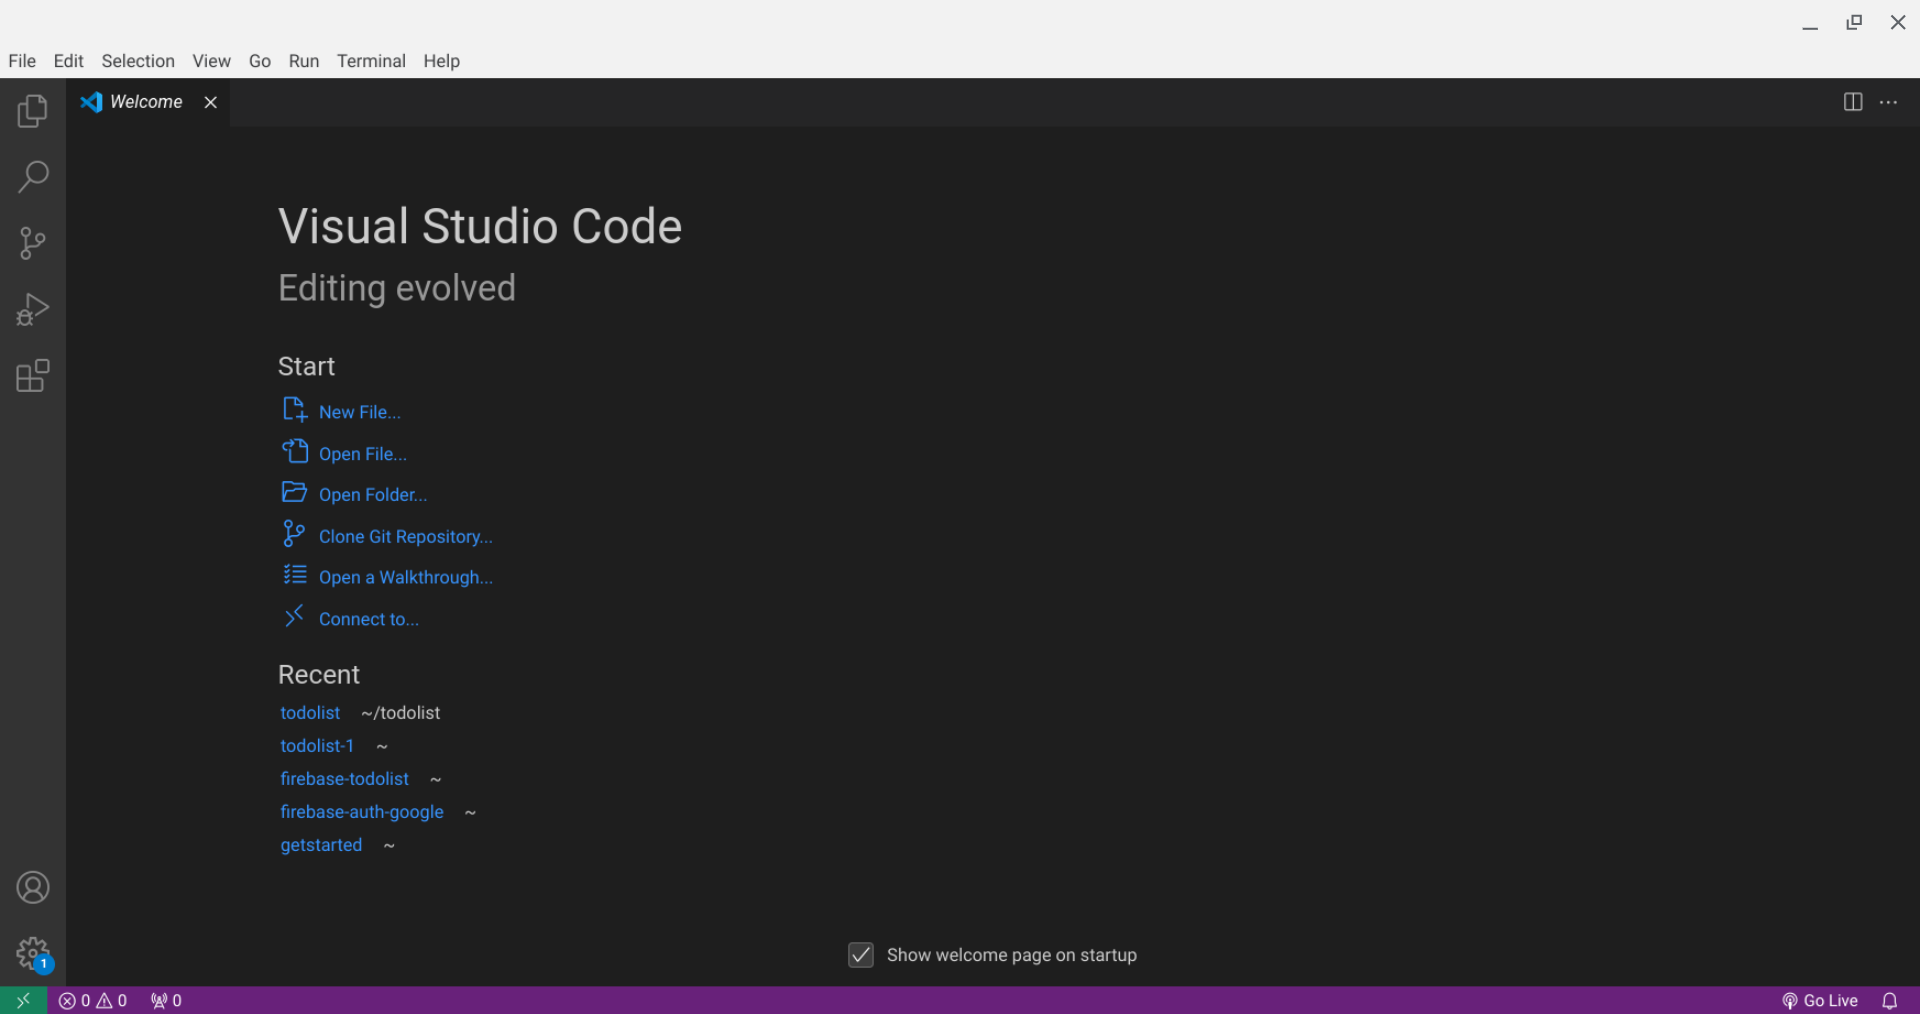 File Edit Selection View Go Run Terminal Help
Welcome
Visual Studio Code
Editing evolved
Start
New File...
Open File...
Open Folder...
Clone Git Repository...
Open a Walkthrough...
Connect to...
Recent
todolist ~/todolist
todolist-1 ~
firebase-todolist ~
firebase-auth-google ~
getstarted ~
Show welcome page on startup
1
0 0 0 Go Live